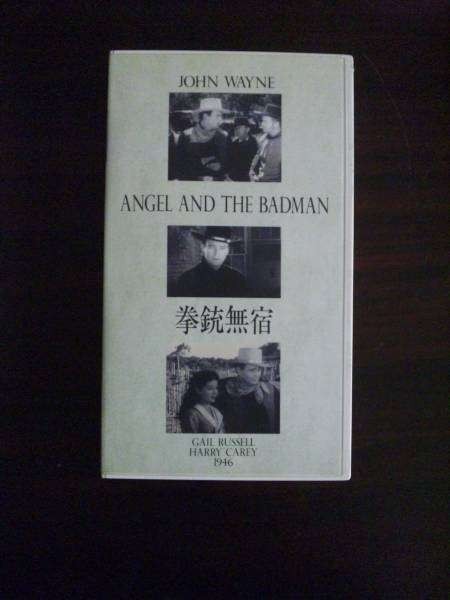 JOHN WAYNE
ANGEL AND THE BADMAN
拳銃無宿
GAIL RUSSELL
HARRY CAREY
1946